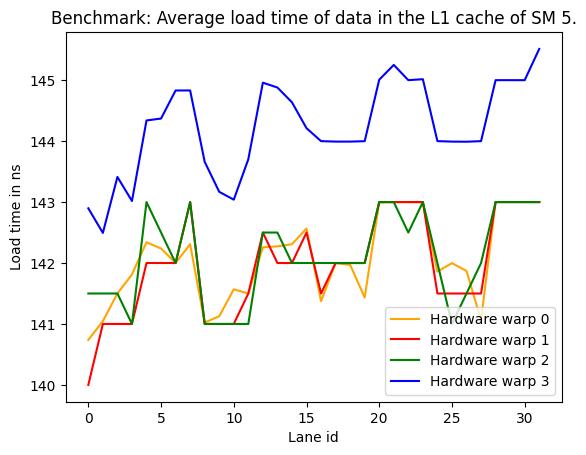 Benchmark: Average load time of data in the L1 cache of SM 5.
Load time in ns
145
144
143
142
141
140
Hardware warp 0
Hardware warp 1
Hardware warp 2
Hardware warp 3
0 5 10 15 20 25 30
Lane id